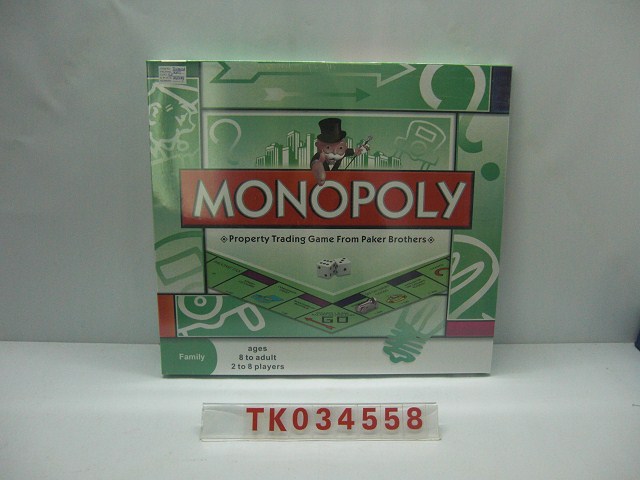 MONOPOLY
Property Trading Game From Paker Brothers
GO
Family
ages
8 to adult
2 to 8 players
TK034558